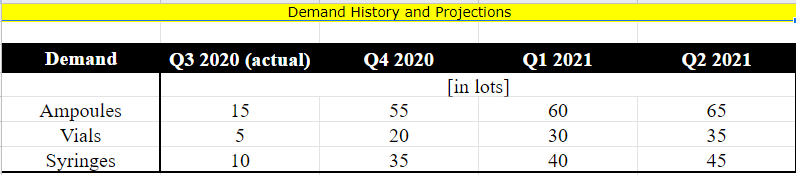 Demand History and Projections
Demand Q3 2020 (actual) Q4 2020 Q1 2021 Q2 2021
[in lots]
Ampoules 15 55 60 65
Vials 5 20 30 35
Syringes 10 35 40 45